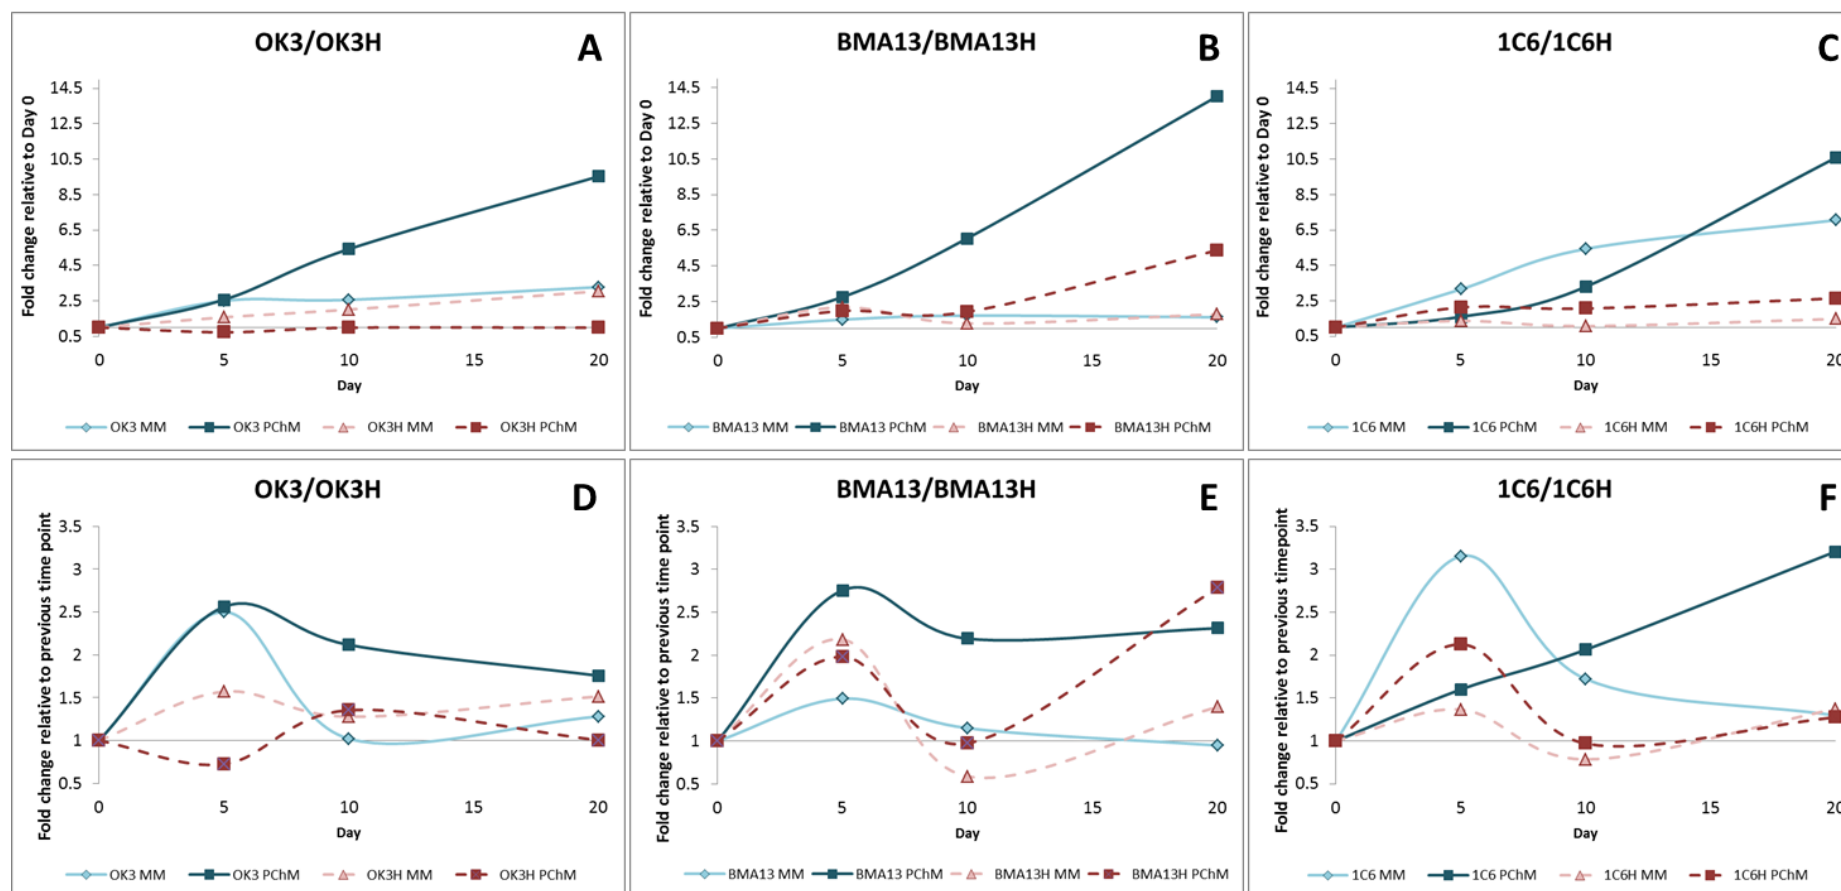 OK3/OK3H
A
Fold change relative to Day 0
14.5
12.5
10.5
8.5
6.5
4.5
2.5
0.5
0 5 10 15 20
Day
OK3 MM OK3 PChM OK3H MM OK3H PChM
BMA13/BMA13H
B
Fold change relative to Day 0
14.5
12.5
10.5
8.5
6.5
4.5
2.5
0.5
0 5 10 15 20
Day
BMA13 MM BMA13 PChM BMA13H MM BMA13H PChM
1C6/1C6H
C
Fold change relative to Day 0
14.5
12.5
10.5
8.5
6.5
4.5
2.5
0.5
0 5 10 15 20
Day
1C6 MM 1C6 PChM 1C6H MM 1C6H PChM
OK3/OK3H
D
Fold change relative to previous time point
3.5
3
2.5
2
1.5
1
0.5
0 5 10 15 20
Day
OK3 MM OK3 PChM OK3H MM OK3H PChM
BMA13/BMA13H
E
Fold change relative to previous time point
3.5
3
2.5
2
1.5
1
0.5
0 5 10 15 20
Day
BMA13 MM BMA13 PChM BMA13H MM BMA13H PChM
1C6/1C6H
F
Fold change relative to previous timepoint
3.5
3
2.5
2
1.5
1
0.5
0 5 10 15 20
Day
1C6 MM 1C6 PChM 1C6H MM 1C6H PChM